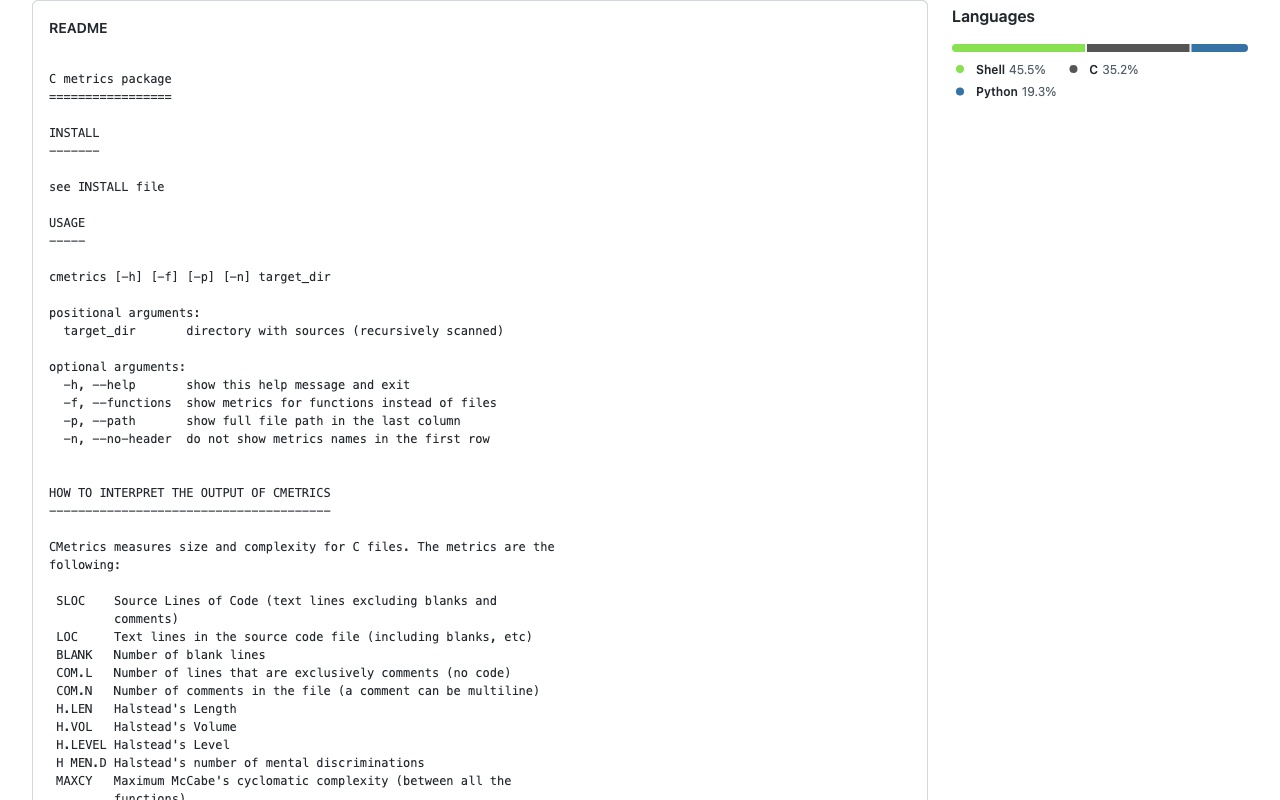 README
C metrics package
=================
INSTALL
-------
see INSTALL file
USAGE
-----
cmetrics [-h] [-f] [-p] [-n] target_dir
positional arguments:
  target_dir       directory with sources (recursively scanned)
optional arguments:
  -h, --help       show this help message and exit
  -f, --functions  show metrics for functions instead of files
  -p, --path       show full file path in the last column
  -n, --no-header  do not show metrics names in the first row
HOW TO INTERPRET THE OUTPUT OF CMETRICS
---------------------------------------
CMetrics measures size and complexity for C files. The metrics are the
following:
 SLOC    Source Lines of Code (text lines excluding blanks and
         comments)
 LOC     Text lines in the source code file (including blanks, etc)
 BLANK   Number of blank lines
 COM.L   Number of lines that are exclusively comments (no code)
 COM.N   Number of comments in the file (a comment can be multiline)
 H.LEN   Halstead's Length
 H.VOL   Halstead's Volume
 H.LEVEL Halstead's Level
 H MEN.D Halstead's number of mental discriminations
 MAXCY   Maximum McCabe's cyclomatic complexity (between all the
         functions)
Languages
Shell 45.5% C 35.2%
Python 19.3%